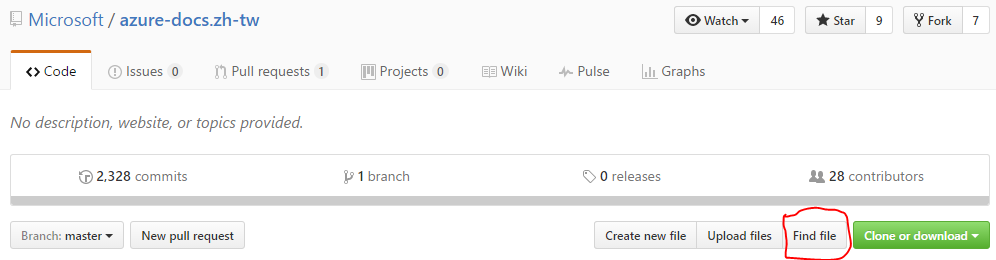 Microsoft / azure-docs.zh-tw Watch 46 Star 9 Fork 7
Code Issues 0 Pull requests 1 Projects 0 Wiki Pulse Graphs
No description, website, or topics provided.
2,328 commits 1 branch 0 releases 28 contributors
Branch: master New pull request Create new file Upload files Find file Clone or download